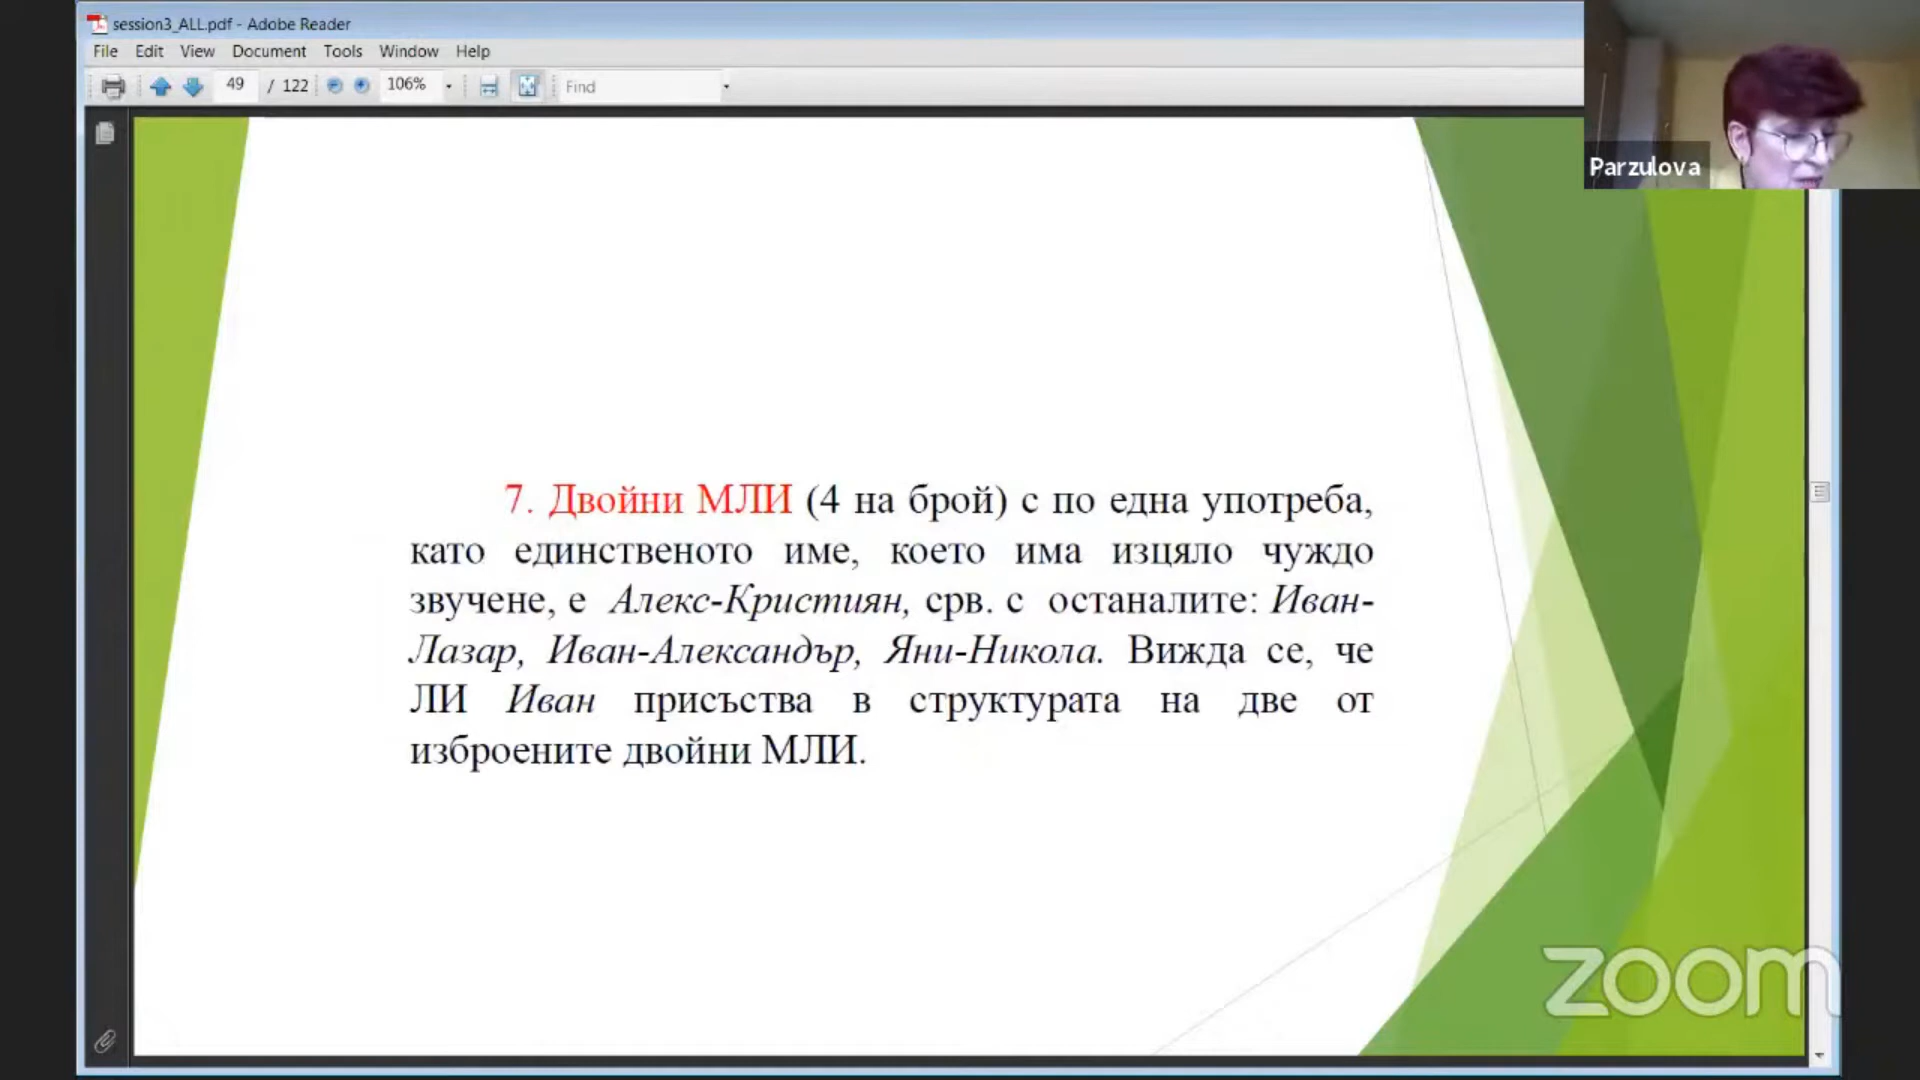 session3_ALL.pdf - Adobe Reader
File Edit View Document Tools Window Help
49 / 122 106% Find
Parzulova
7. Двойни МЛИ (4 на брой) с по една употреба,
като единственото име, което има изцяло чуждо
звучене, е Алекс-Кристиян, срв. с останалите: Иван-
Лазар, Иван-Александър, Яни-Никола. Вижда се, че
ЛИ Иван присъства в структурата на две от
изброените двойни МЛИ.
zoom